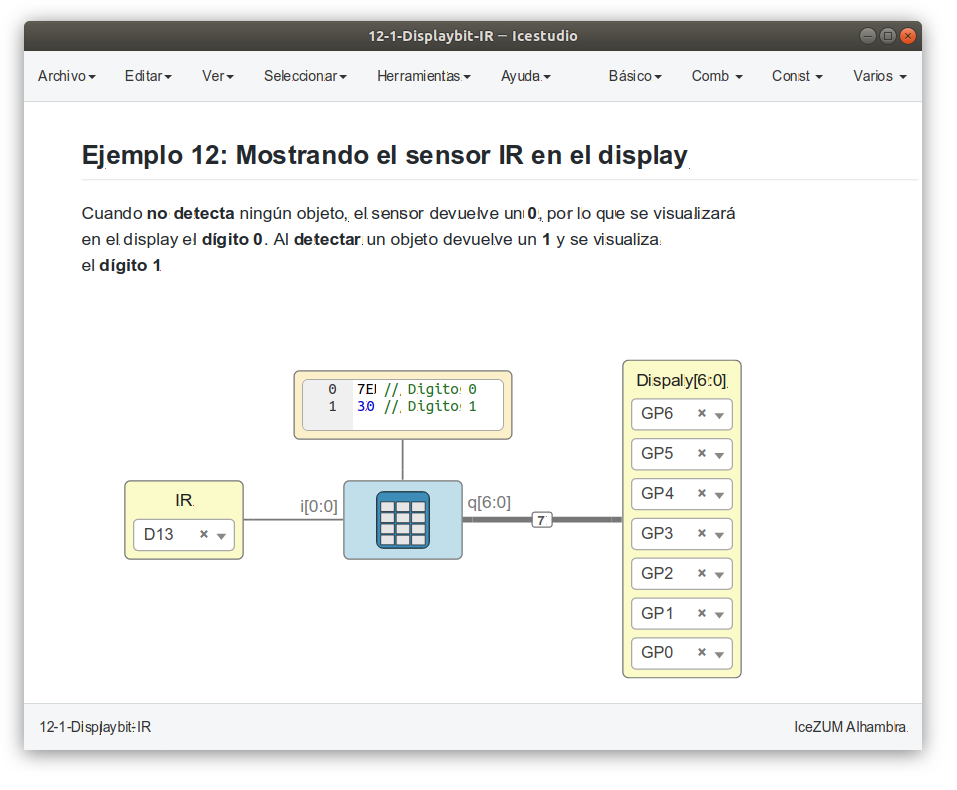 12-1-Displaybit-IR – Icestudio
Archivo Editar Ver Seleccionar Herramientas Ayuda Básico Comb Const Varios
Ejemplo 12: Mostrando el sensor IR en el display
Cuando no detecta ningún objeto, el sensor devuelve un 0, por lo que se visualizará
en el display el dígito 0. Al detectar un objeto devuelve un 1 y se visualiza
el dígito 1
0 7E // Digito 0
1 30 // Digito 1
IR
D13 ×
i[0:0]
q[6:0]
7
Dispaly[6:0]
GP6 ×
GP5 ×
GP4 ×
GP3 ×
GP2 ×
GP1 ×
GP0 ×
12-1-Displaybit-IR
IceZUM Alhambra